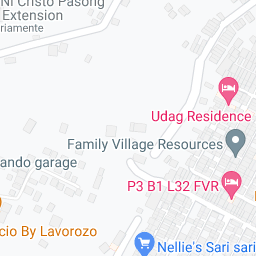 Ni Cristo Pasong
Extension
riamente
Udag Residence
Family Village Resources
ando garage
P3 B1 L32 FVR
cio By Lavorozo
Nellie's Sari sari